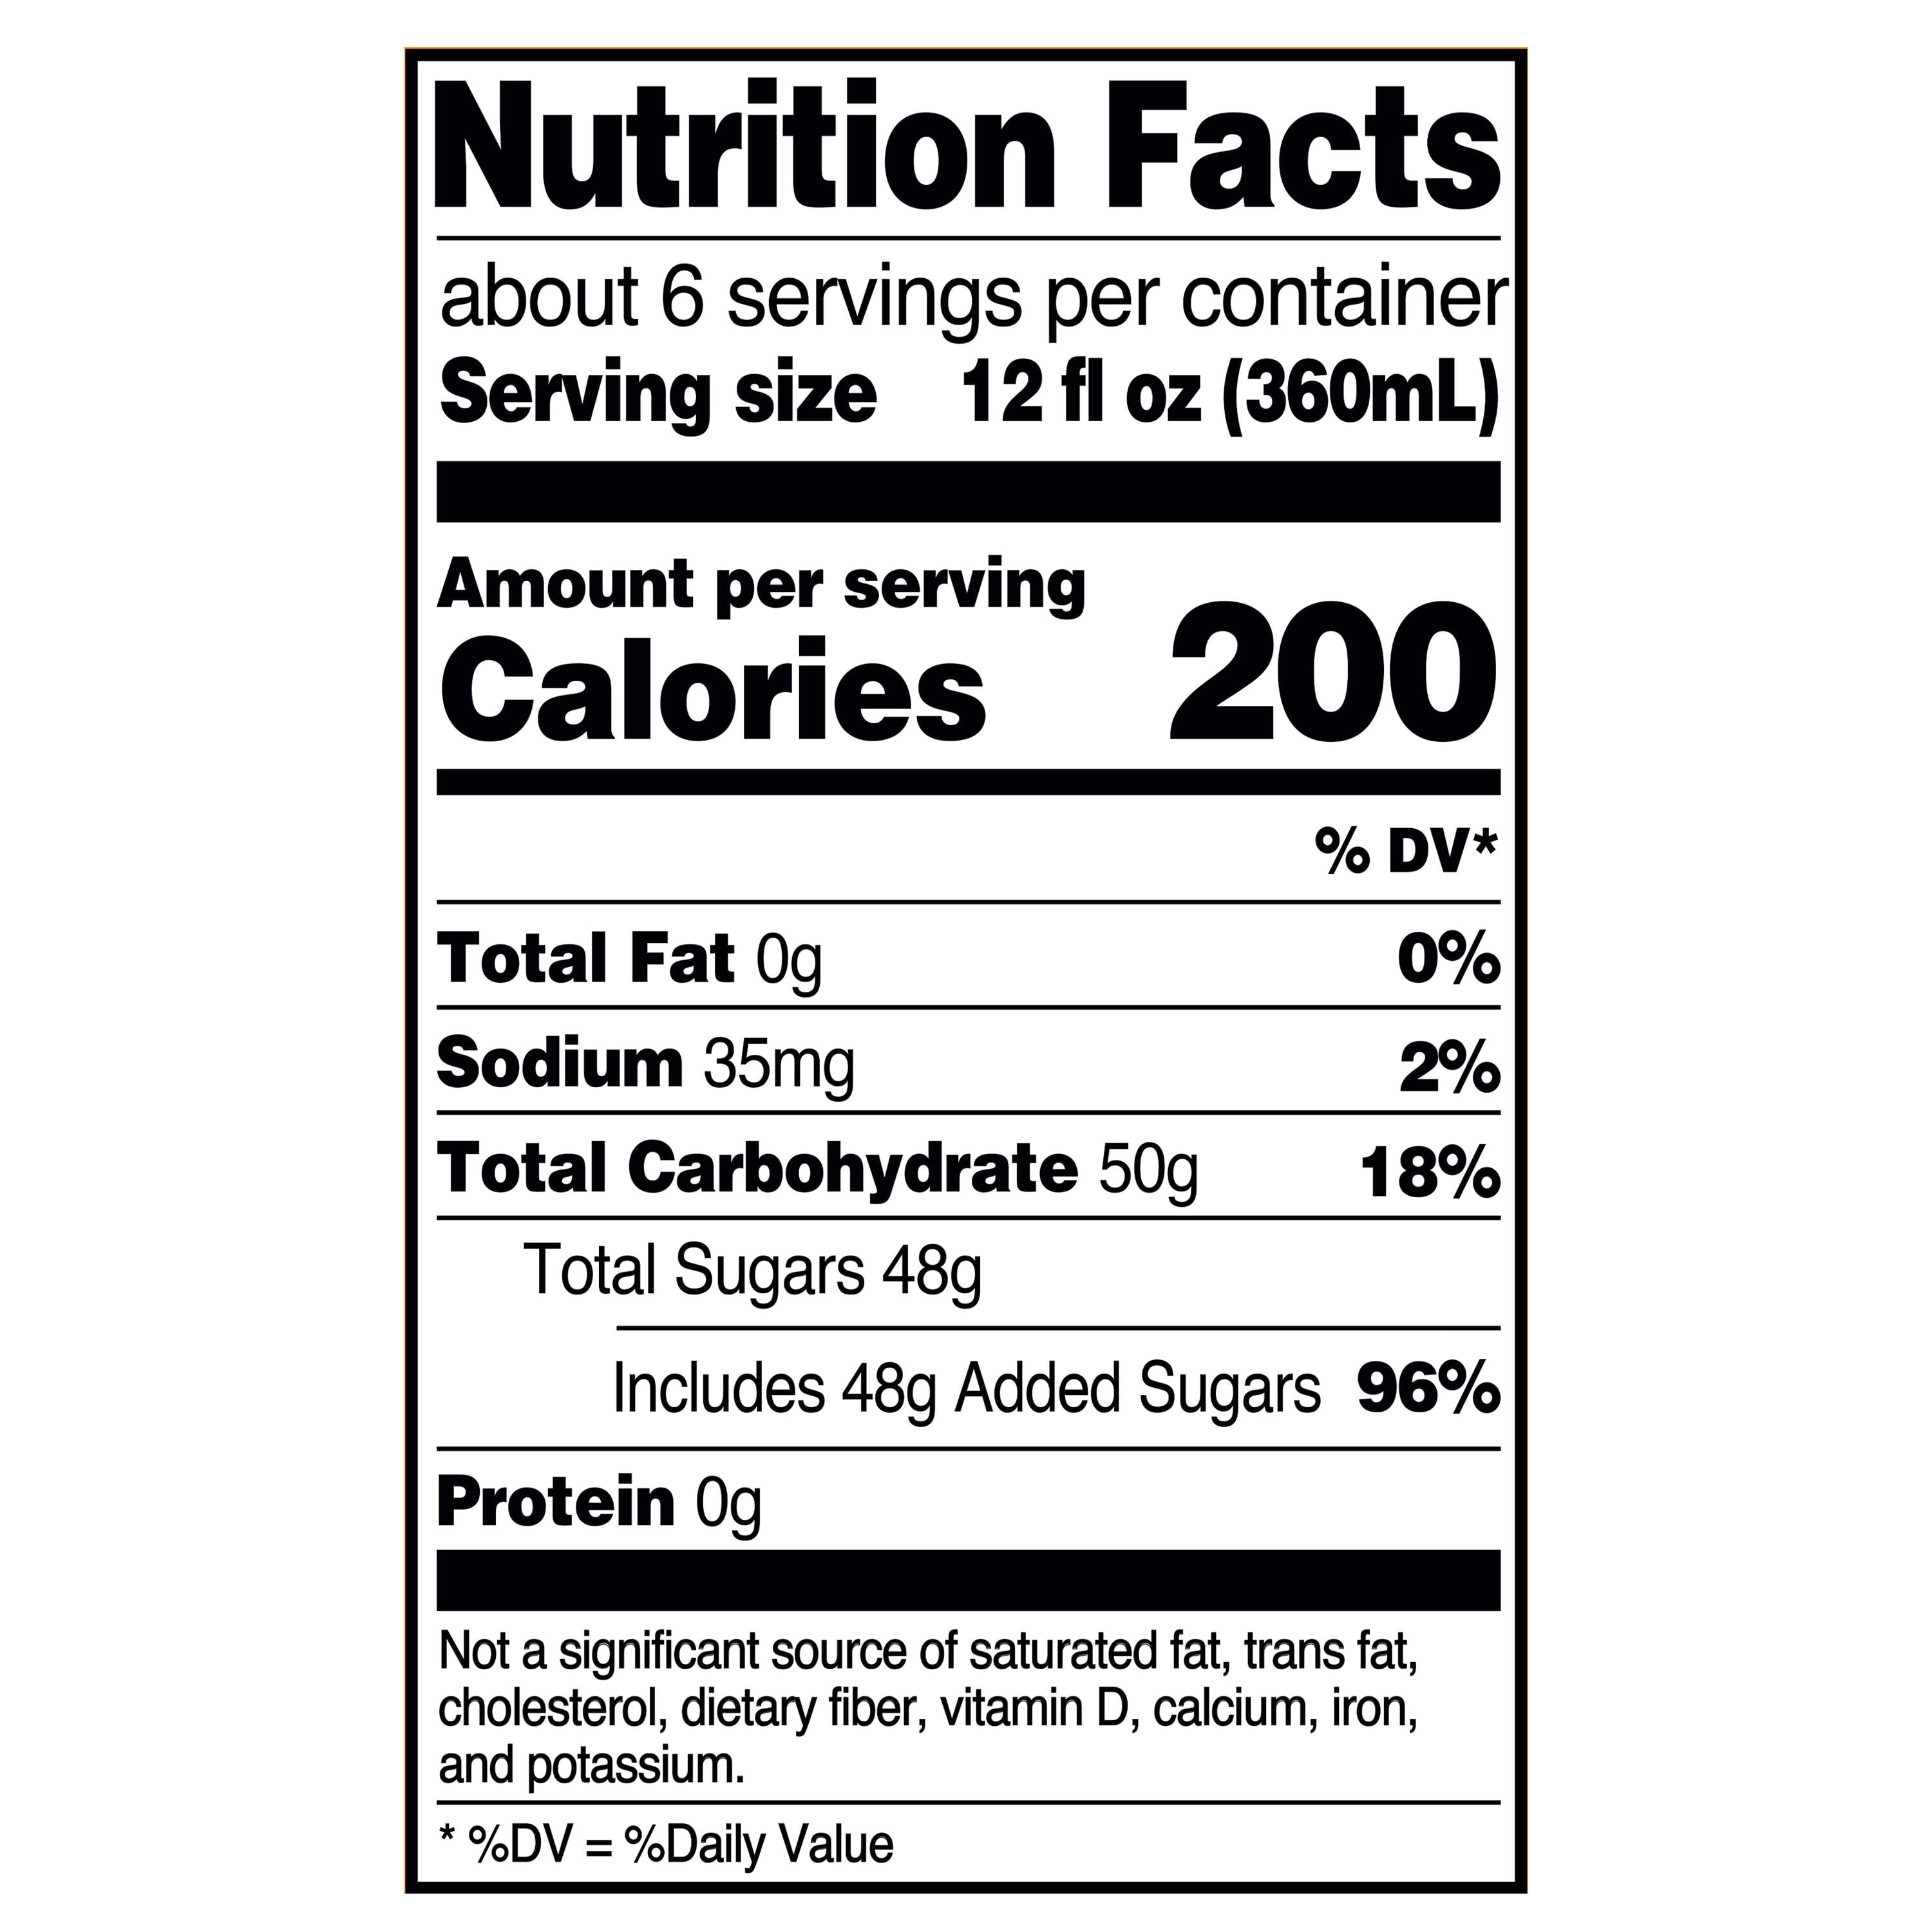 Nutrition Facts
about 6 servings per container
Serving size 12 fl oz (360mL)
Amount per serving
Calories 200
% DV*
Total Fat 0g 0%
Sodium 35mg 2%
Total Carbohydrate 50g 18%
Total Sugars 48g
Includes 48g Added Sugars 96%
Protein 0g
Not a significant source of saturated fat, trans fat,
cholesterol, dietary fiber, vitamin D, calcium, iron,
and potassium.
* %DV = %Daily Value